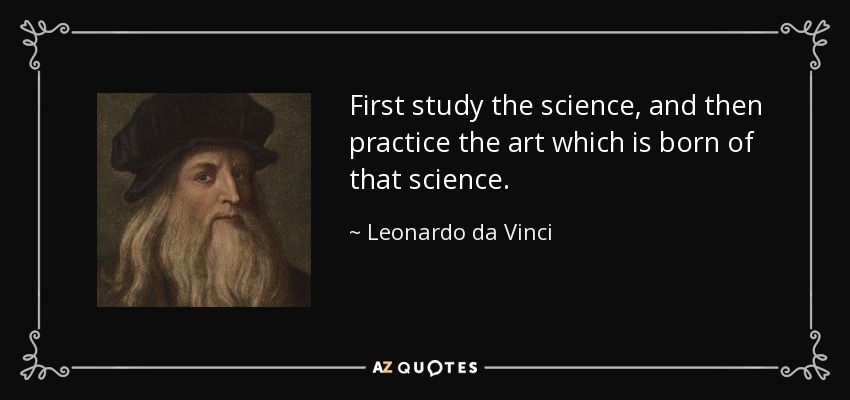 First study the science, and then
practice the art which is born of
that science.
~ Leonardo da Vinci
AZ QUOTES